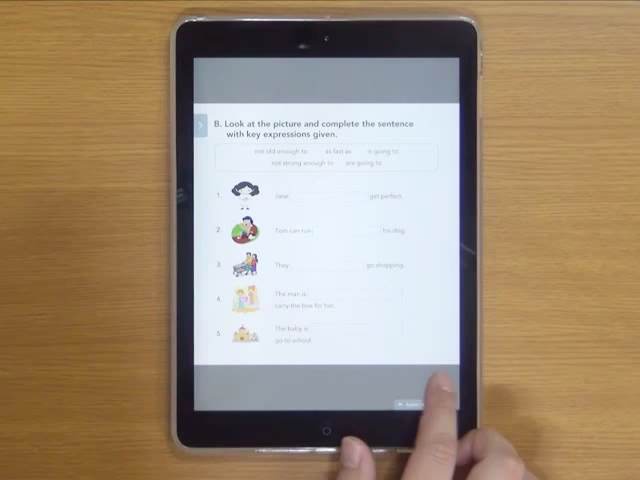 B. Look at the picture and complete the sentence
with key expressions given.
not old enough to as fast as is going to
not strong enough to are going to
1. Jane get perfect.
2. Tom can run his dog.
3. They go shopping.
4. The man is
carry the box for her.
5. The baby is
go to school.